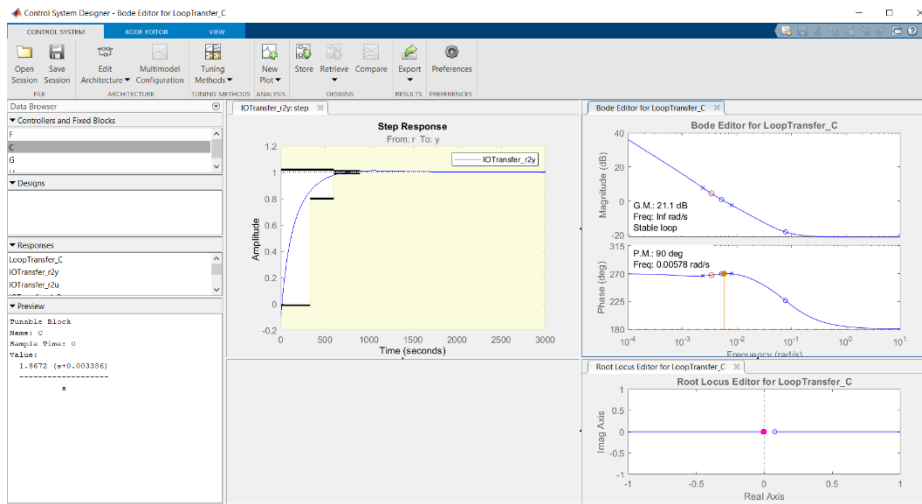 Control System Designer - Bode Editor for LoopTransfer_C
CONTROL SYSTEM
BODE EDITOR
VIEW
Open Session
Save Session
Edit Architecture
Multimodel Configuration
Tuning Methods
New Plot
Store
Retrieve
Compare
Export
Preferences
FILE
ARCHITECTURE
TUNING METHODS
ANALYSIS
DESIGNS
RESULTS
PREFERENCES
Data Browser
Controllers and Fixed Blocks
F
C
G
Designs
Responses
LoopTransfer_C
IOTransfer_r2y
IOTransfer_r2u
Preview
Tunable Block
Name: C
Sample Time: 0
Value:
1.8672 (s+0.003386)
-------------------
s
IOTransfer_r2y: step
Step Response
From: r To: y
IOTransfer_r2y
Amplitude
1.2
1
0.8
0.6
0.4
0.2
0
-0.2
0 500 1000 1500 2000 2500 3000
Time (seconds)
Bode Editor for LoopTransfer_C
Bode Editor for LoopTransfer_C
Magnitude (dB)
40
20
0
-20
G.M.: 21.1 dB
Freq: Inf rad/s
Stable loop
Phase (deg)
315
270
225
180
P.M.: 90 deg
Freq: 0.00578 rad/s
10^-4 10^-3 10^-2 10^-1 10^0 10^1
Frequency (rad/s)
Root Locus Editor for LoopTransfer_C
Root Locus Editor for LoopTransfer_C
Imag Axis
1
0.5
0
-0.5
-1
-1 -0.5 0 0.5 1
Real Axis